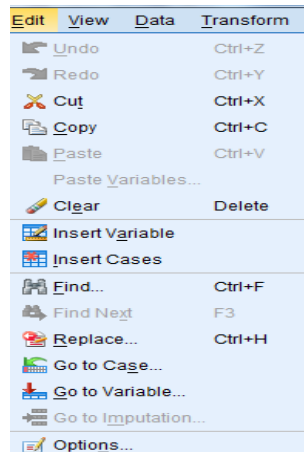 Edit View Data Transform
Undo Ctrl+Z
Redo Ctrl+Y
Cut Ctrl+X
Copy Ctrl+C
Paste Ctrl+V
Paste Variables...
Clear Delete
Insert Variable
Insert Cases
Find... Ctrl+F
Find Next F3
Replace... Ctrl+H
Go to Case...
Go to Variable...
Go to Imputation...
Options...